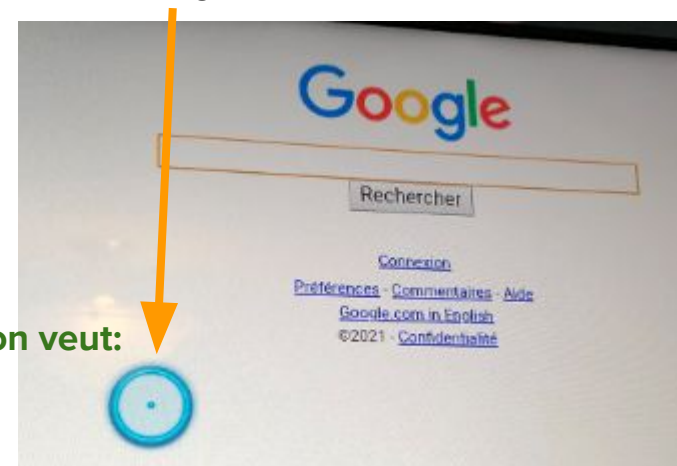 Google
Rechercher
Connexion
Préférences - Commentaires - Aide
Google.com in English
©2021 - Confidentialité
on veut: